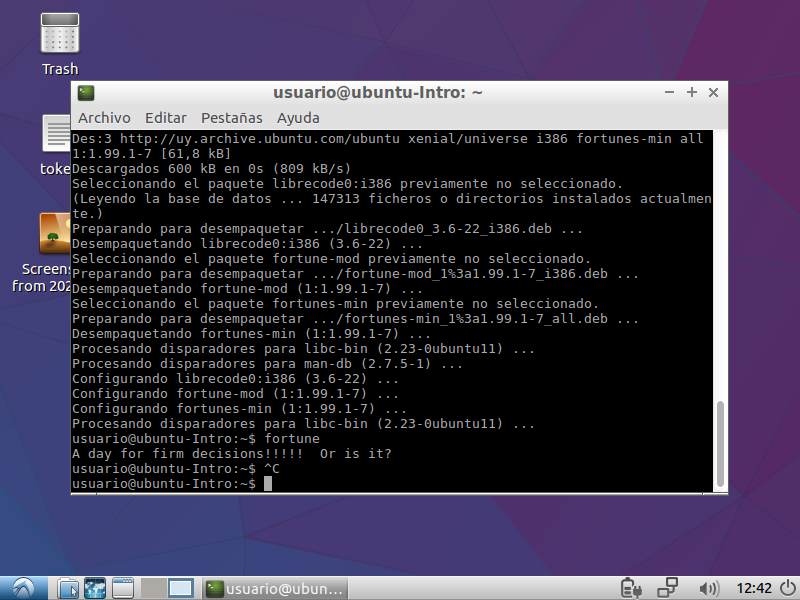 Trash
toke
Screens
from 202
usuario@ubuntu-Intro: ~
Archivo Editar Pestañas Ayuda
Des:3 http://uy.archive.ubuntu.com/ubuntu xenial/universe i386 fortunes-min all
1:1.99.1-7 [61,8 kB]
Descargados 600 kB en 0s (809 kB/s)
Seleccionando el paquete librecode0:i386 previamente no seleccionado.
(Leyendo la base de datos ... 147313 ficheros o directorios instalados actualmen
te.)
Preparando para desempaquetar .../librecode0_3.6-22_i386.deb ...
Desempaquetando librecode0:i386 (3.6-22) ...
Seleccionando el paquete fortune-mod previamente no seleccionado.
Preparando para desempaquetar .../fortune-mod_1%3a1.99.1-7_i386.deb ...
Desempaquetando fortune-mod (1:1.99.1-7) ...
Seleccionando el paquete fortunes-min previamente no seleccionado.
Preparando para desempaquetar .../fortunes-min_1%3a1.99.1-7_all.deb ...
Desempaquetando fortunes-min (1:1.99.1-7) ...
Procesando disparadores para libc-bin (2.23-0ubuntu11) ...
Procesando disparadores para man-db (2.7.5-1) ...
Configurando librecode0:i386 (3.6-22) ...
Configurando fortune-mod (1:1.99.1-7) ...
Configurando fortunes-min (1:1.99.1-7) ...
Procesando disparadores para libc-bin (2.23-0ubuntu11) ...
usuario@ubuntu-Intro:~$ fortune
A day for firm decisions!!!!!  Or is it?
usuario@ubuntu-Intro:~$ ^C
usuario@ubuntu-Intro:~$
usuario@ubun...
12:42